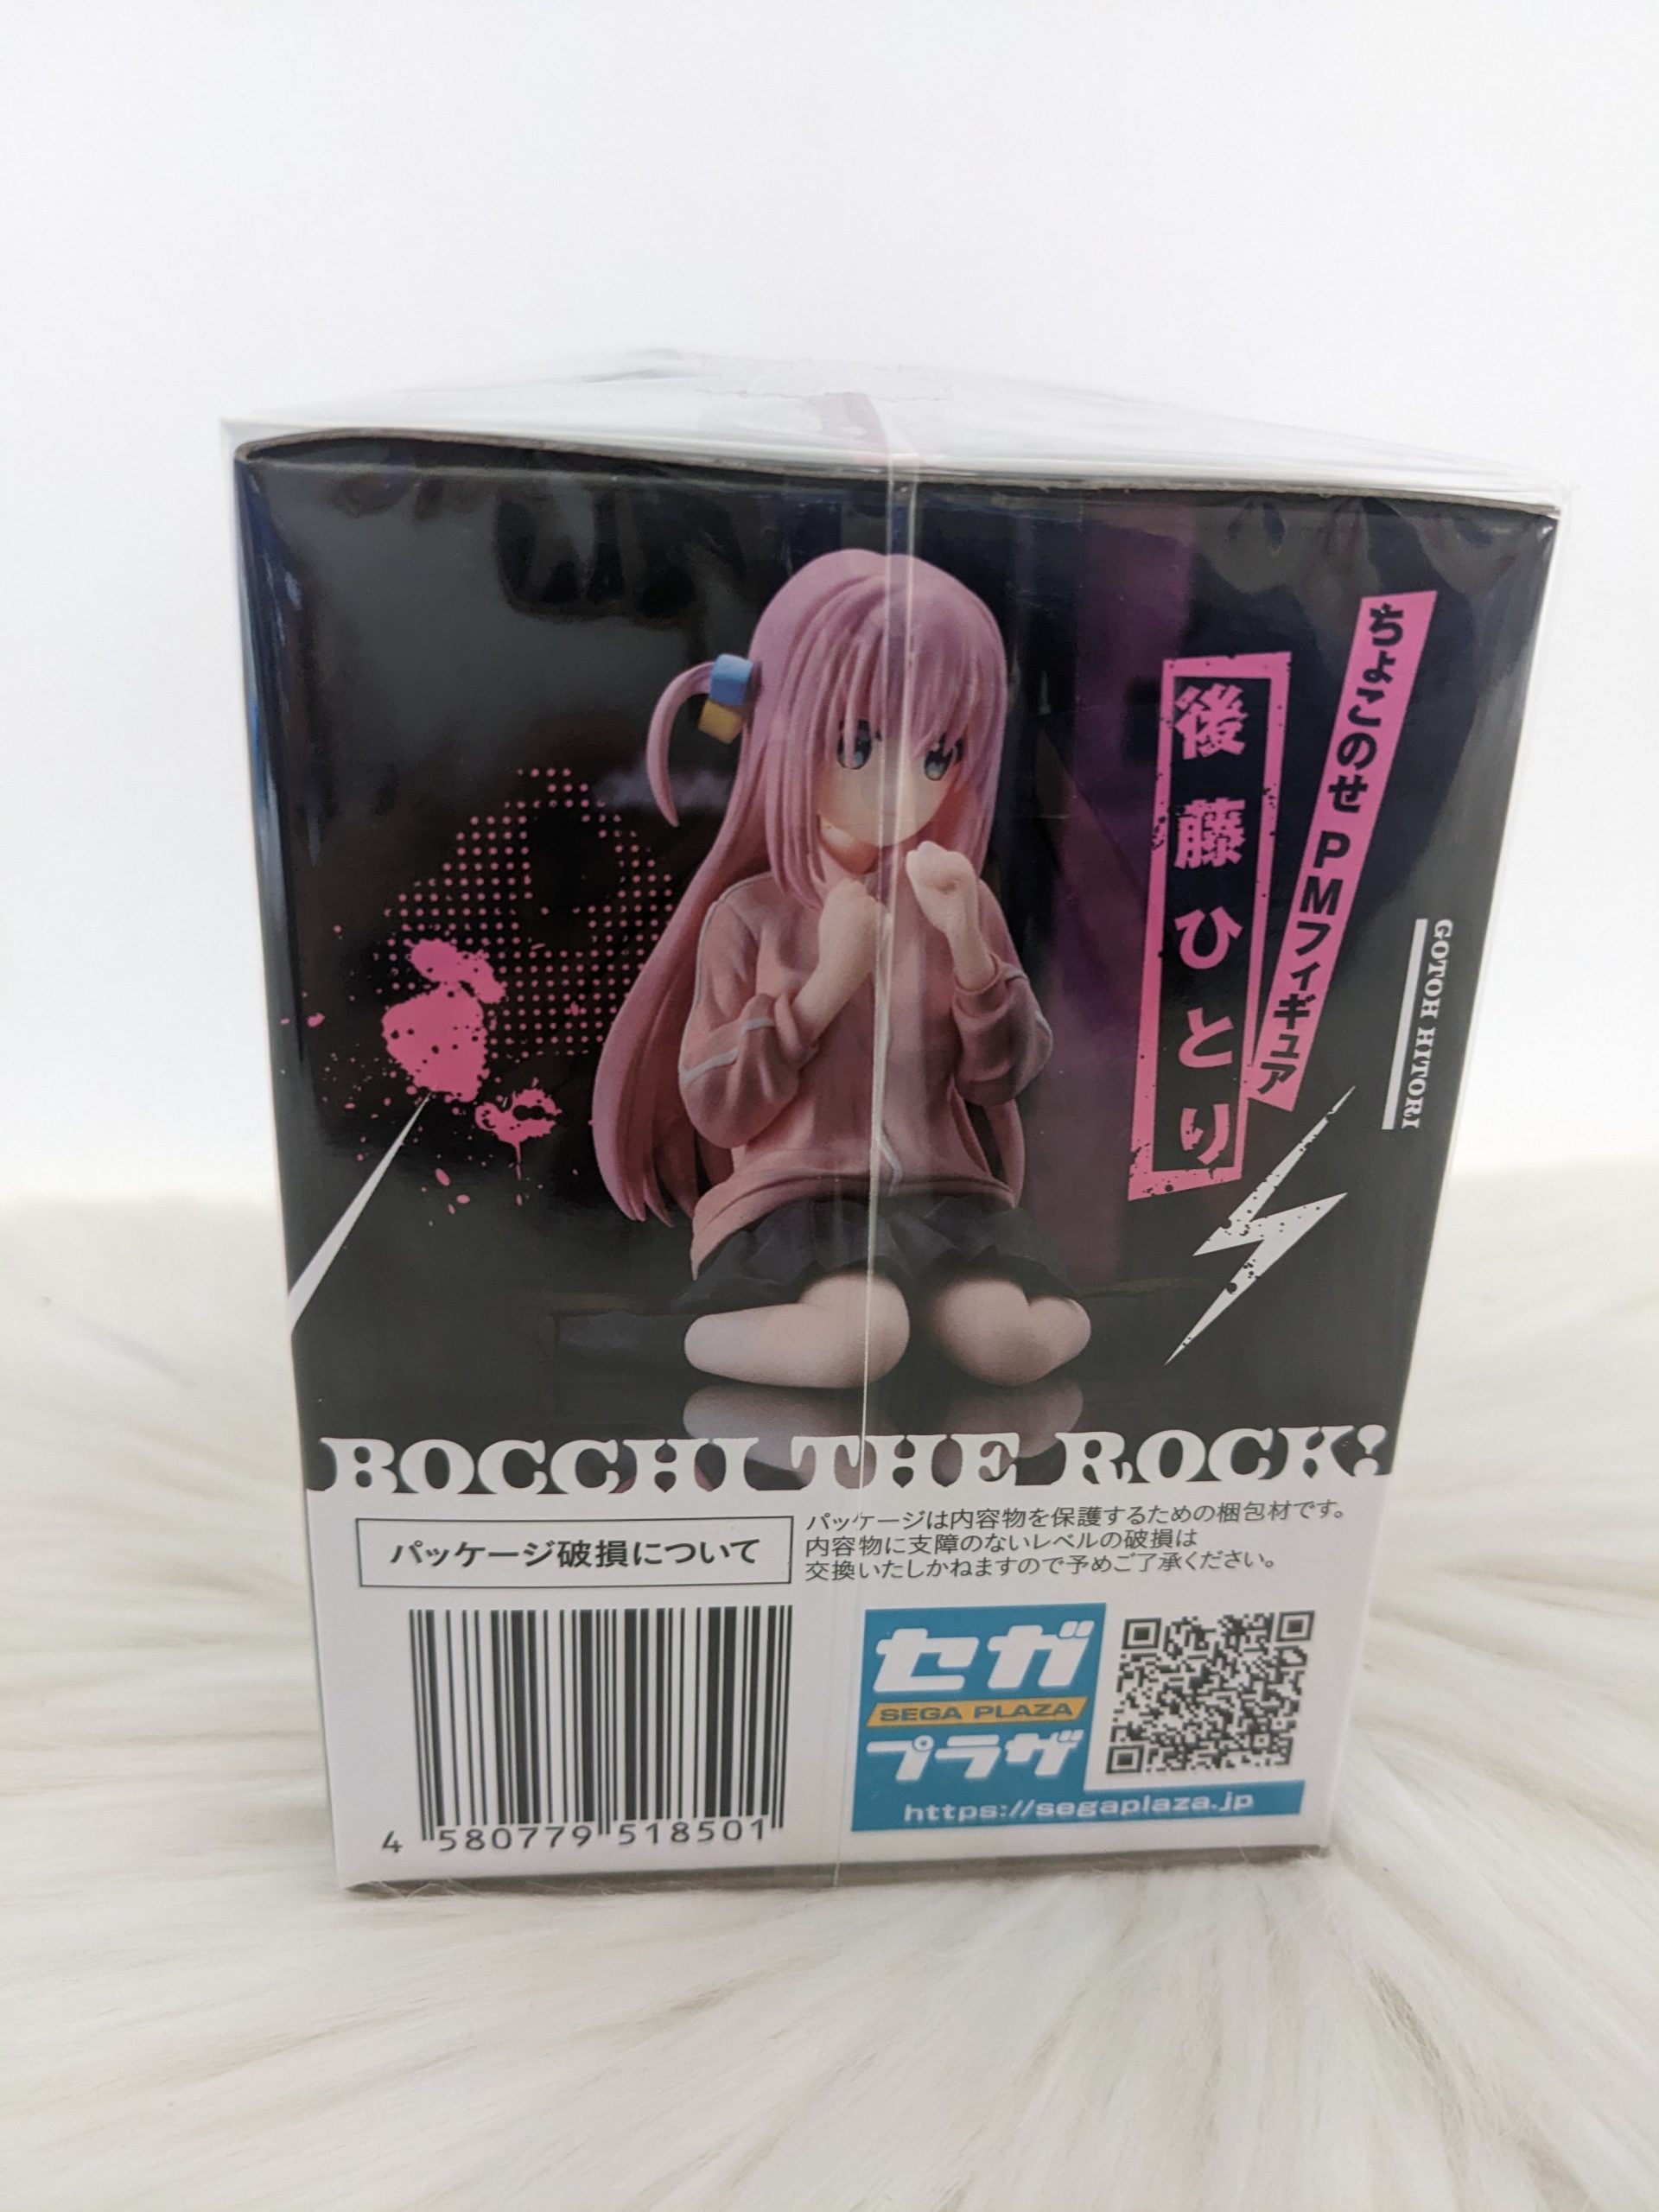 ちょこのせPMフィギュア
後藤ひとり
GOTOH HITORI
BOCCHI THE ROCK!
パッケージ破損について
パッケージは内容物を保護するための梱包材です。
内容物に支障のないレベルの破損は
交換いたしかねますので予めご了承ください。
セガ
SEGA PLAZA
プラザ
https://segaplaza.jp
4 580779 518501